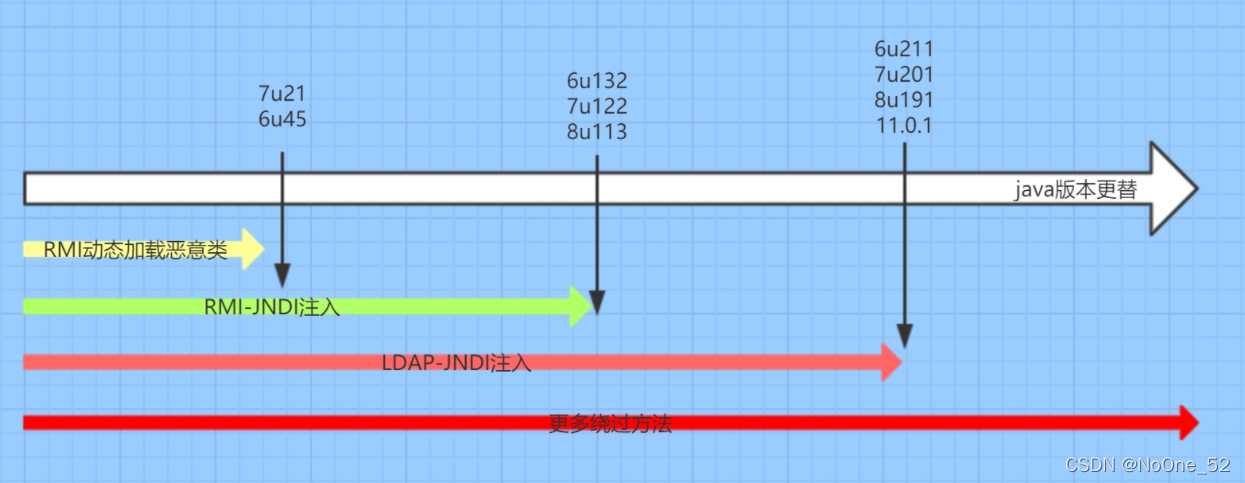 6u211
7u201
8u191
11.0.1
6u132
7u122
8u113
7u21
6u45
java版本更替
RMI动态加载恶意类
RMI-JNDI注入
LDAP-JNDI注入
更多绕过方法
CSDN @NoOne_52